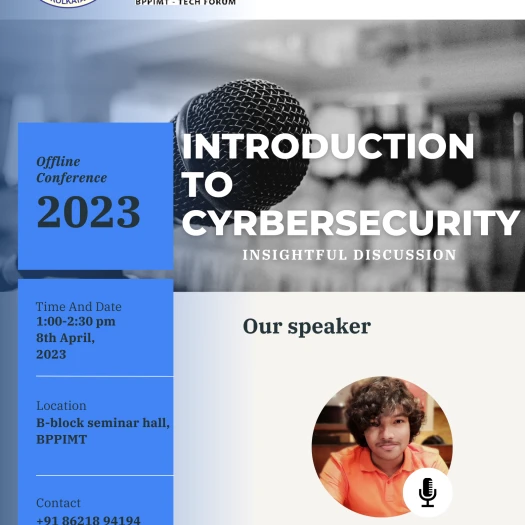 KOLKATA
BPPIMT - TECH FORUM
INTRODUCTION
TO
CYRBERSECURITY
INSIGHTFUL DISCUSSION
Offline
Conference
2023
Time And Date
1:00-2:30 pm
8th April,
2023
Location
B-block seminar hall,
BPPIMT
Contact
+91 86218 94194
Our speaker